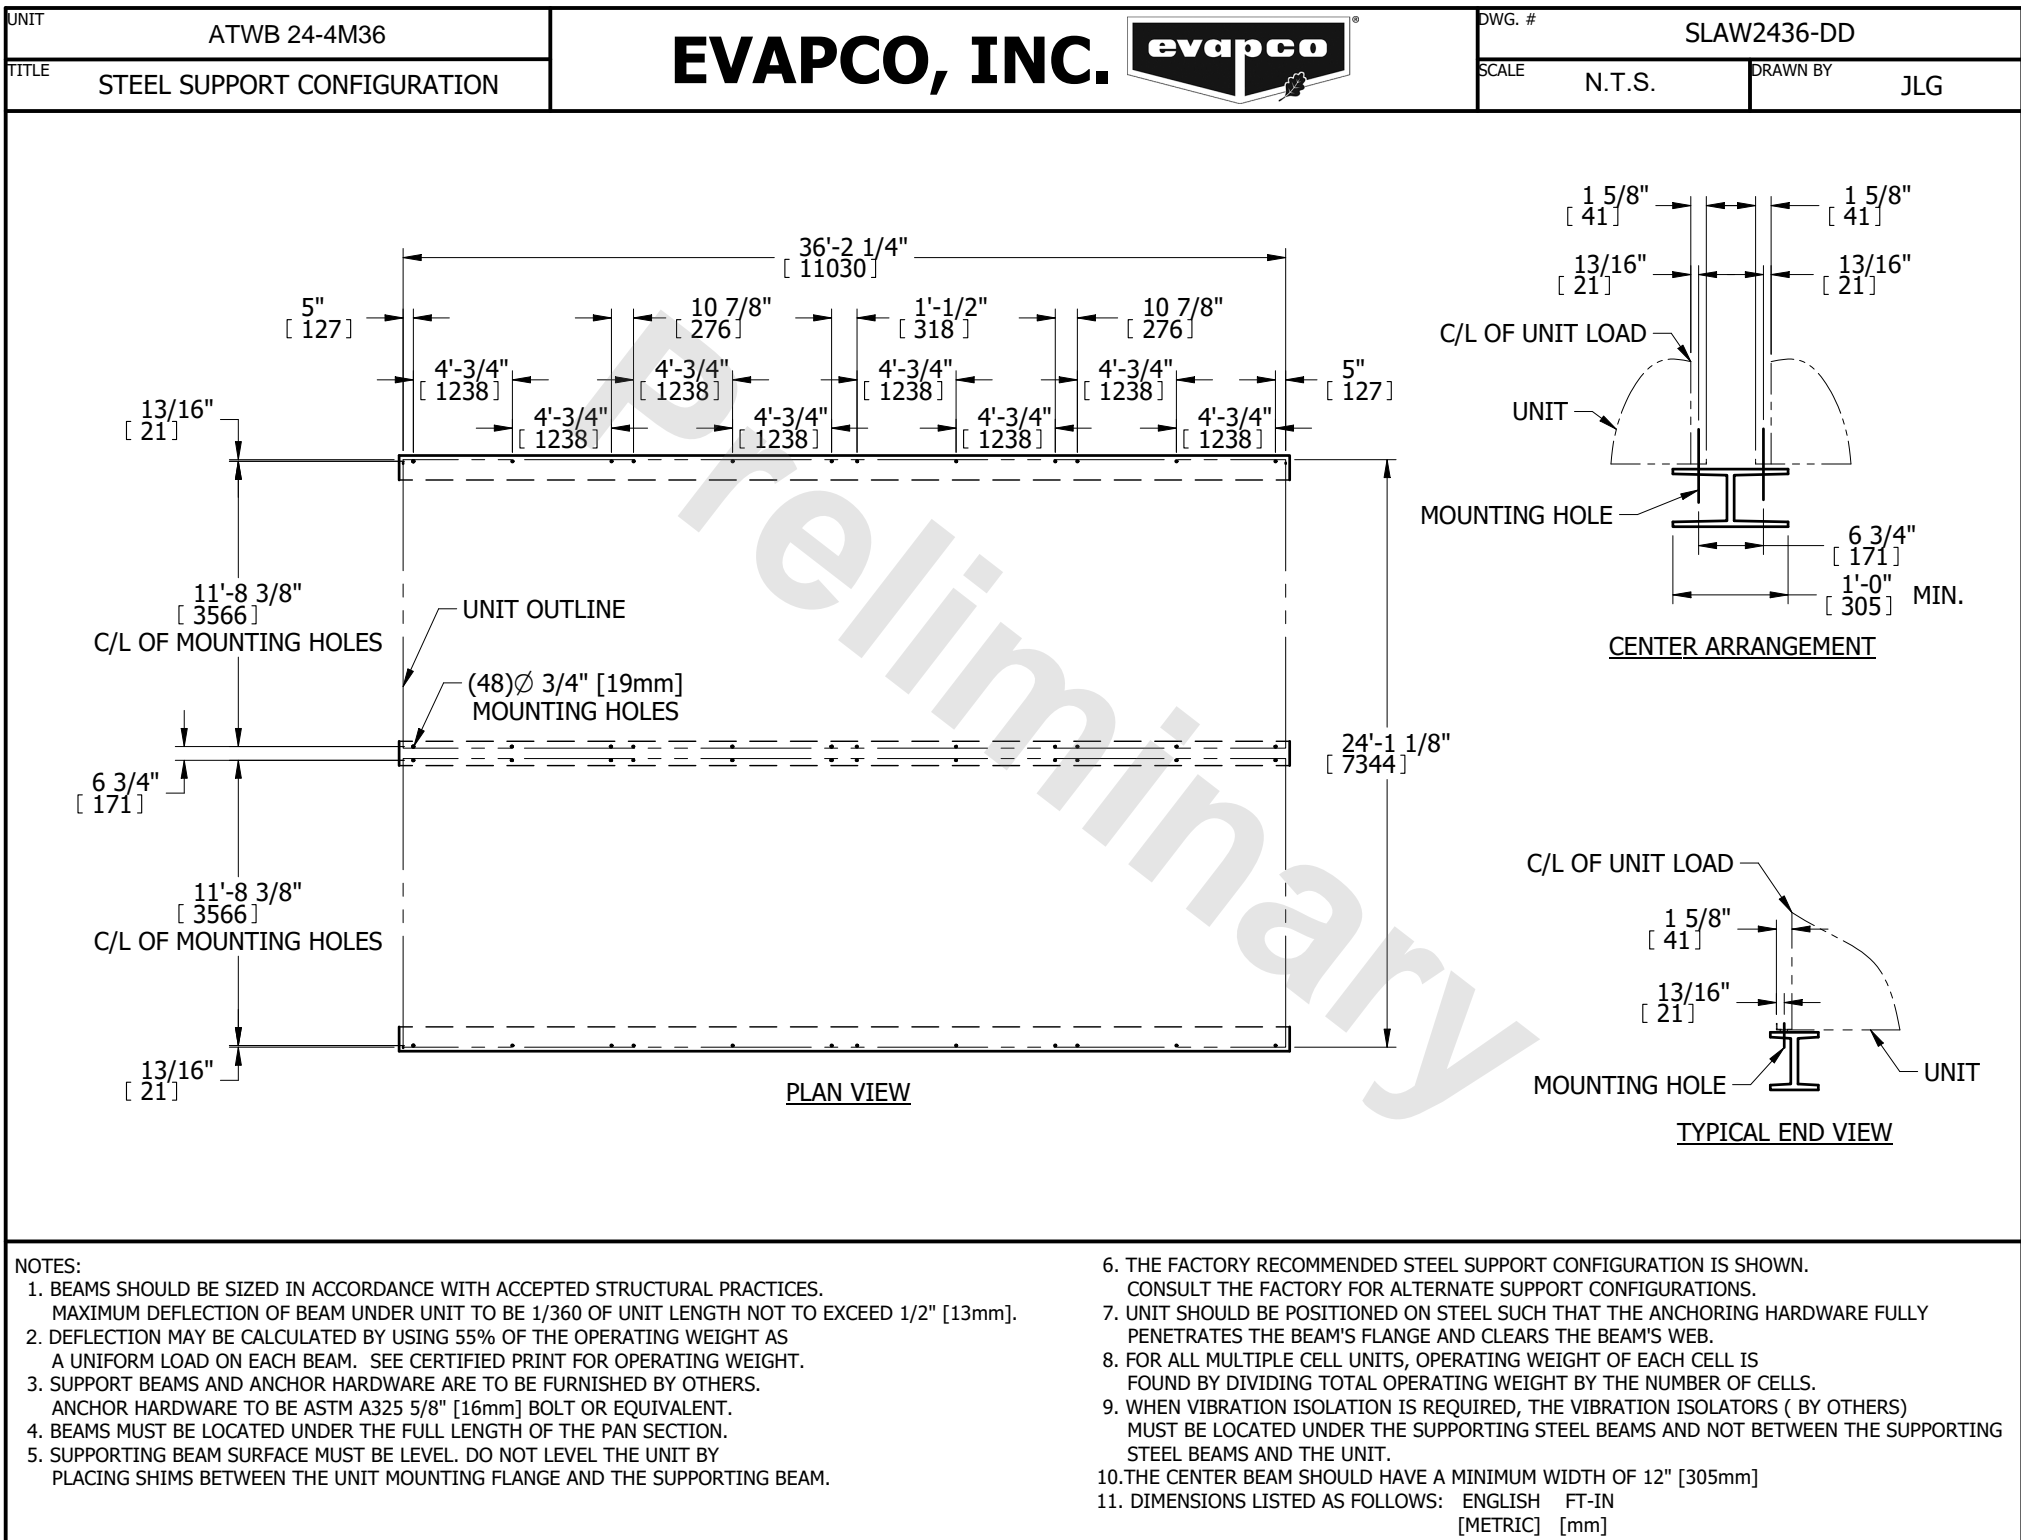 UNIT
ATWB 24-4M36
TITLE
STEEL SUPPORT CONFIGURATION
EVAPCO, INC.
evapco
®
DWG. #
SLAW2436-DD
SCALE
N.T.S.
DRAWN BY
JLG
36'-2 1/4"
[ 11030 ]
5"
[ 127 ]
10 7/8"
[ 276 ]
1'-1/2"
[ 318 ]
10 7/8"
[ 276 ]
4'-3/4"
[ 1238 ]
4'-3/4"
[ 1238 ]
4'-3/4"
[ 1238 ]
4'-3/4"
[ 1238 ]
5"
[ 127 ]
4'-3/4"
[ 1238 ]
4'-3/4"
[ 1238 ]
4'-3/4"
[ 1238 ]
4'-3/4"
[ 1238 ]
13/16"
[ 21 ]
11'-8 3/8"
[ 3566 ]
C/L OF MOUNTING HOLES
UNIT OUTLINE
(48)Ø 3/4" [19mm]
MOUNTING HOLES
6 3/4"
[ 171 ]
24'-1 1/8"
[ 7344 ]
11'-8 3/8"
[ 3566 ]
C/L OF MOUNTING HOLES
13/16"
[ 21 ]
PLAN VIEW
Preliminary
1 5/8"
[ 41 ]
1 5/8"
[ 41 ]
13/16"
[ 21 ]
13/16"
[ 21 ]
C/L OF UNIT LOAD
UNIT
MOUNTING HOLE
6 3/4"
[ 171 ]
1'-0"
[ 305 ] MIN.
CENTER ARRANGEMENT
C/L OF UNIT LOAD
1 5/8"
[ 41 ]
13/16"
[ 21 ]
MOUNTING HOLE
UNIT
TYPICAL END VIEW
NOTES:
1. BEAMS SHOULD BE SIZED IN ACCORDANCE WITH ACCEPTED STRUCTURAL PRACTICES.
MAXIMUM DEFLECTION OF BEAM UNDER UNIT TO BE 1/360 OF UNIT LENGTH NOT TO EXCEED 1/2" [13mm].
2. DEFLECTION MAY BE CALCULATED BY USING 55% OF THE OPERATING WEIGHT AS
A UNIFORM LOAD ON EACH BEAM. SEE CERTIFIED PRINT FOR OPERATING WEIGHT.
3. SUPPORT BEAMS AND ANCHOR HARDWARE ARE TO BE FURNISHED BY OTHERS.
ANCHOR HARDWARE TO BE ASTM A325 5/8" [16mm] BOLT OR EQUIVALENT.
4. BEAMS MUST BE LOCATED UNDER THE FULL LENGTH OF THE PAN SECTION.
5. SUPPORTING BEAM SURFACE MUST BE LEVEL. DO NOT LEVEL THE UNIT BY
PLACING SHIMS BETWEEN THE UNIT MOUNTING FLANGE AND THE SUPPORTING BEAM.
6. THE FACTORY RECOMMENDED STEEL SUPPORT CONFIGURATION IS SHOWN.
CONSULT THE FACTORY FOR ALTERNATE SUPPORT CONFIGURATIONS.
7. UNIT SHOULD BE POSITIONED ON STEEL SUCH THAT THE ANCHORING HARDWARE FULLY
PENETRATES THE BEAM'S FLANGE AND CLEARS THE BEAM'S WEB.
8. FOR ALL MULTIPLE CELL UNITS, OPERATING WEIGHT OF EACH CELL IS
FOUND BY DIVIDING TOTAL OPERATING WEIGHT BY THE NUMBER OF CELLS.
9. WHEN VIBRATION ISOLATION IS REQUIRED, THE VIBRATION ISOLATORS ( BY OTHERS)
MUST BE LOCATED UNDER THE SUPPORTING STEEL BEAMS AND NOT BETWEEN THE SUPPORTING
STEEL BEAMS AND THE UNIT.
10.THE CENTER BEAM SHOULD HAVE A MINIMUM WIDTH OF 12" [305mm]
11. DIMENSIONS LISTED AS FOLLOWS: ENGLISH FT-IN
[METRIC] [mm]